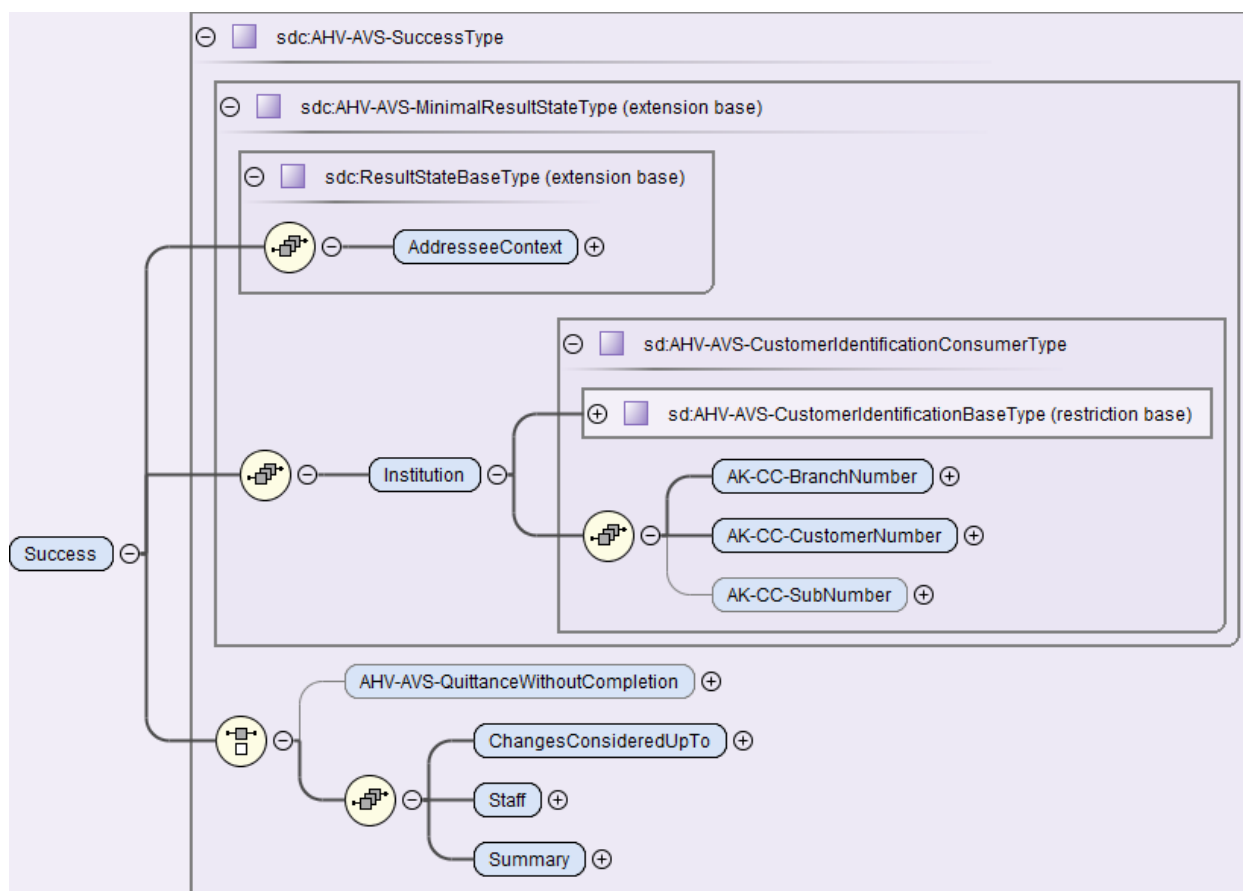 sdc:AHV-AVS-SuccessType
sdc:AHV-AVS-MinimalResultStateType (extension base)
sdc:ResultStateBaseType (extension base)
AddresseeContext
sd:AHV-AVS-CustomerIdentificationConsumerType
sd:AHV-AVS-CustomerIdentificationBaseType (restriction base)
Institution
AK-CC-BranchNumber
AK-CC-CustomerNumber
Success
AK-CC-SubNumber
AHV-AVS-QuittanceWithoutCompletion
ChangesConsideredUpTo
Staff
Summary